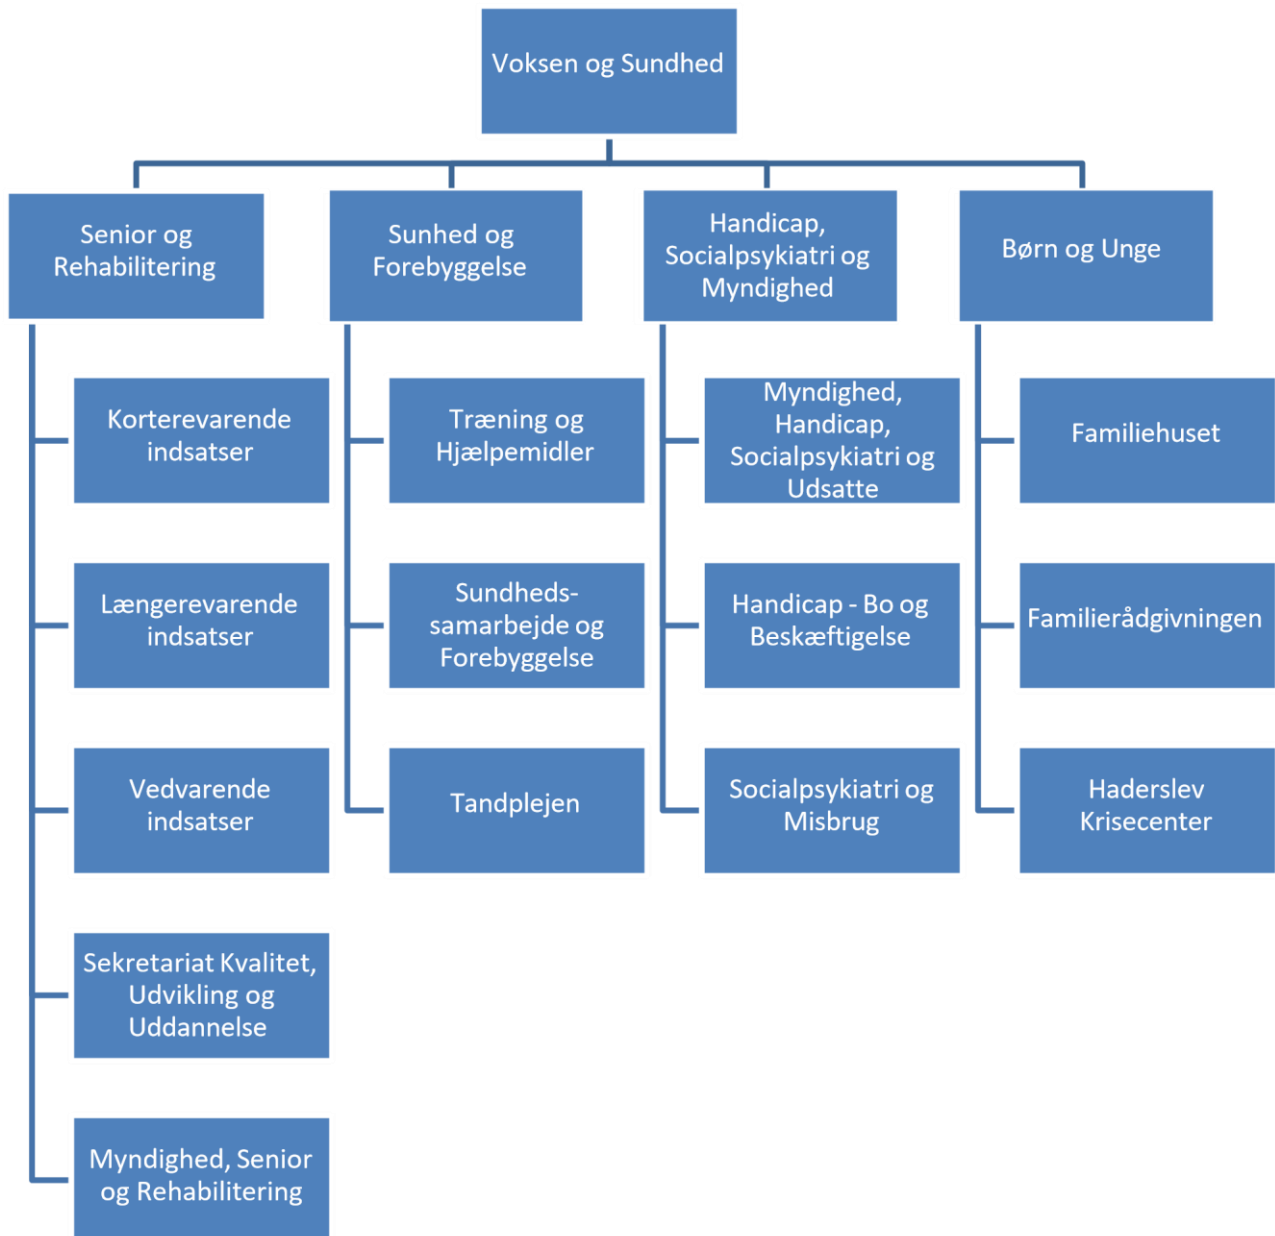 Voksen og Sundhed
Senior og
Rehabilitering
Sunhed og
Forebyggelse
Handicap,
Socialpsykiatri og
Myndighed
Børn og Unge
Korterevarende
indsatser
Længerevarende
indsatser
Vedvarende
indsatser
Sekretariat Kvalitet,
Udvikling og
Uddannelse
Myndighed, Senior
og Rehabilitering
Træning og
Hjælpemidler
Sundheds-
samarbejde og
Forebyggelse
Tandplejen
Myndighed,
Handicap,
Socialpsykiatri og
Udsatte
Handicap - Bo og
Beskæftigelse
Socialpsykiatri og
Misbrug
Familiehuset
Familierådgivningen
Haderslev
Krisecenter